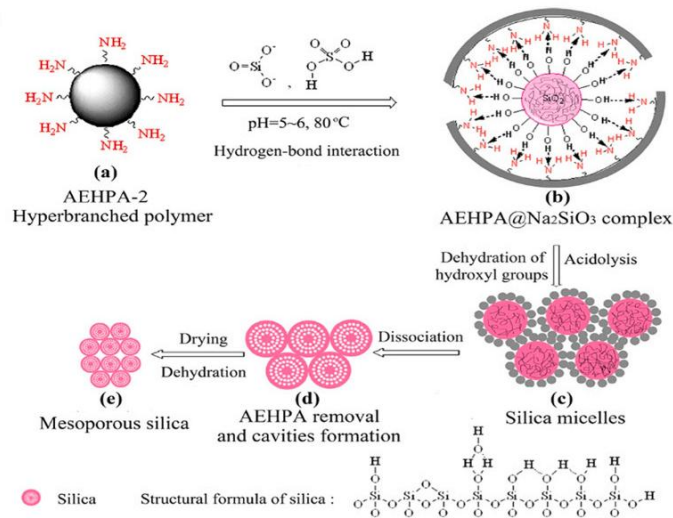 NH2
H2N NH2
H2N NH2
H2N NH2
NH2
(a)
AEHPA-2
Hyperbranched polymer
O=Si O- O- , O O S O H O H
pH=5~6, 80℃
Hydrogen-bond interaction
SiO2
(b)
AEHPA@Na2SiO3 complex
Dehydration of
hydroxyl groups
Acidolysis
(c)
Silica micelles
Dissociation
(d)
AEHPA removal
and cavities formation
Drying
Dehydration
(e)
Mesoporous silica
Silica
Structural formula of silica :